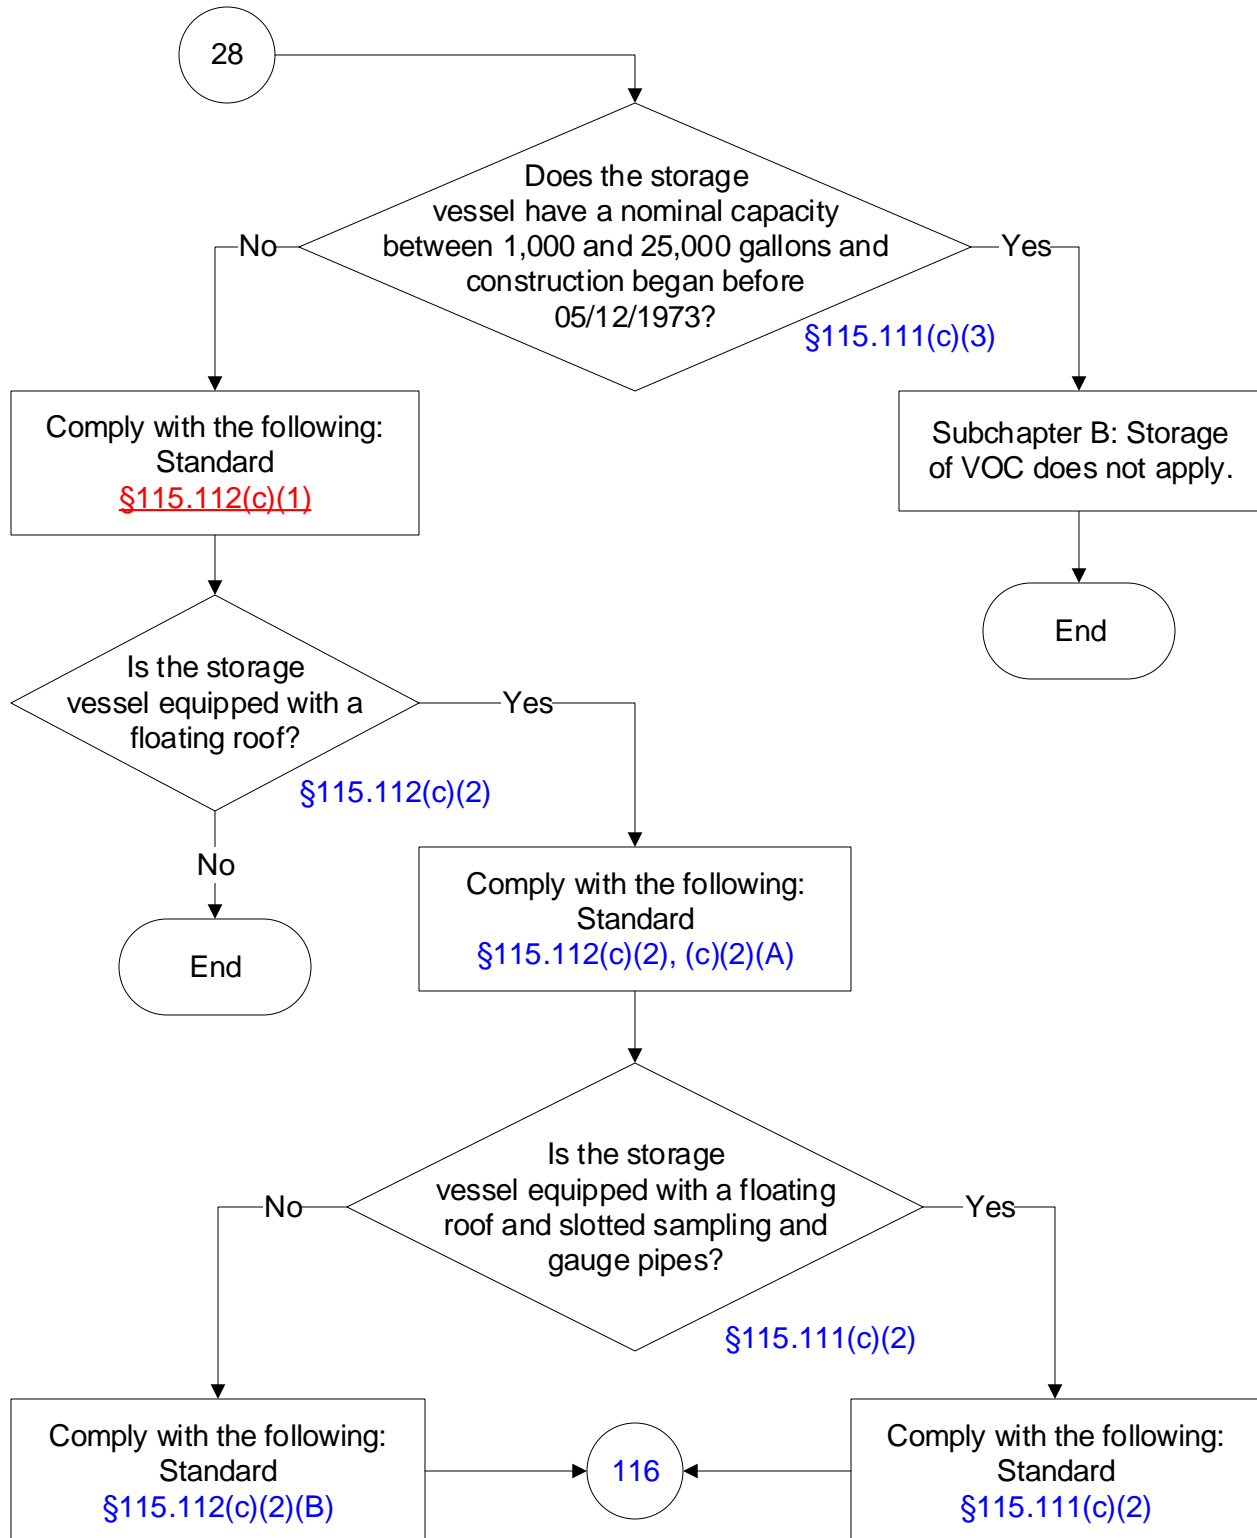 28
Does the storage
vessel have a nominal capacity
between 1,000 and 25,000 gallons and
construction began before
05/12/1973?
No
Yes
§115.111(c)(3)
Comply with the following:
Standard
§115.112(c)(1)
Subchapter B: Storage
of VOC does not apply.
End
Is the storage
vessel equipped with a
floating roof?
Yes
§115.112(c)(2)
No
End
Comply with the following:
Standard
§115.112(c)(2), (c)(2)(A)
Is the storage
vessel equipped with a floating
roof and slotted sampling and
gauge pipes?
No
Yes
§115.111(c)(2)
Comply with the following:
Standard
§115.112(c)(2)(B)
116
Comply with the following:
Standard
§115.111(c)(2)